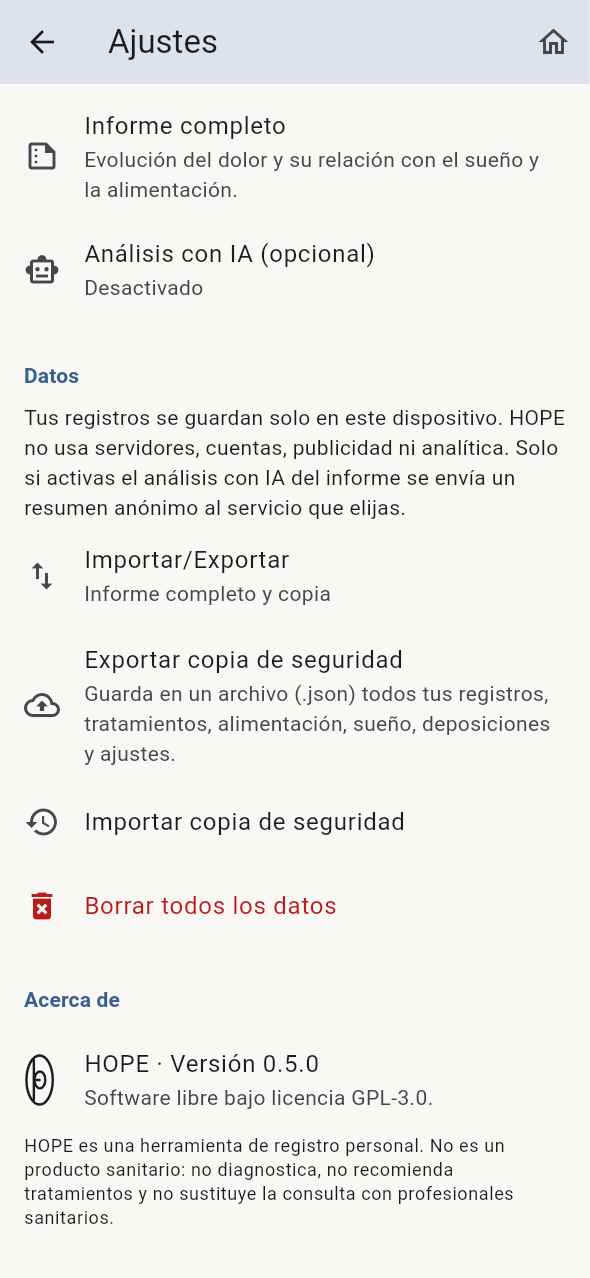 Ajustes
Informe completo
Evolución del dolor y su relación con el sueño y
la alimentación.
Análisis con IA (opcional)
Desactivado
Datos
Tus registros se guardan solo en este dispositivo. HOPE
no usa servidores, cuentas, publicidad ni analítica. Solo
si activas el análisis con IA del informe se envía un
resumen anónimo al servicio que elijas.
Importar/Exportar
Informe completo y copia
Exportar copia de seguridad
Guarda en un archivo (.json) todos tus registros,
tratamientos, alimentación, sueño, deposiciones
y ajustes.
Importar copia de seguridad
Borrar todos los datos
Acerca de
HOPE · Versión 0.5.0
Software libre bajo licencia GPL-3.0.
HOPE es una herramienta de registro personal. No es un
producto sanitario: no diagnostica, no recomienda
tratamientos y no sustituye la consulta con profesionales
sanitarios.